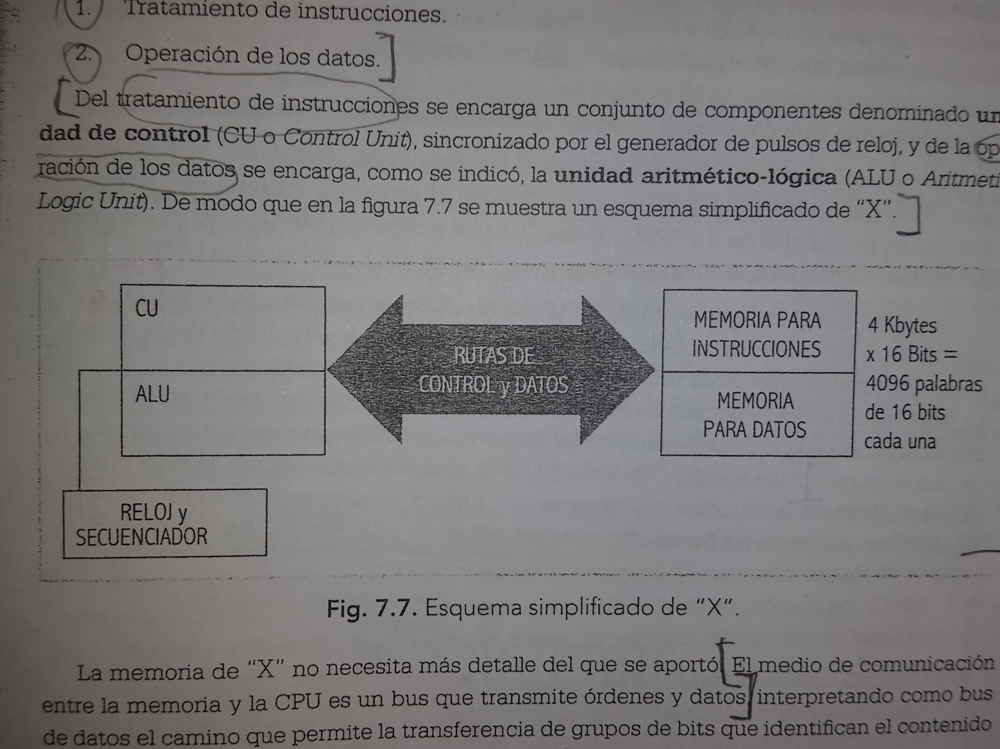 1. Tratamiento de instrucciones.
2. Operación de los datos.
Del tratamiento de instrucciones se encarga un conjunto de componentes denominado un
dad de control (CU o Control Unit), sincronizado por el generador de pulsos de reloj, y de la op
ración de los datos se encarga, como se indicó, la unidad aritmético-lógica (ALU o Aritmeti
Logic Unit). De modo que en la figura 7.7 se muestra un esquema simplificado de “X”.
CU
ALU
RELOJ y
SECUENCIADOR
RUTAS DE
CONTROL y DATOS
MEMORIA PARA
INSTRUCCIONES
MEMORIA
PARA DATOS
4 Kbytes
x 16 Bits =
4096 palabras
de 16 bits
cada una
Fig. 7.7. Esquema simplificado de “X”.
La memoria de “X” no necesita más detalle del que se aportó. El medio de comunicación
entre la memoria y la CPU es un bus que transmite órdenes y datos, interpretando como bus
de datos el camino que permite la transferencia de grupos de bits que identifican el contenido